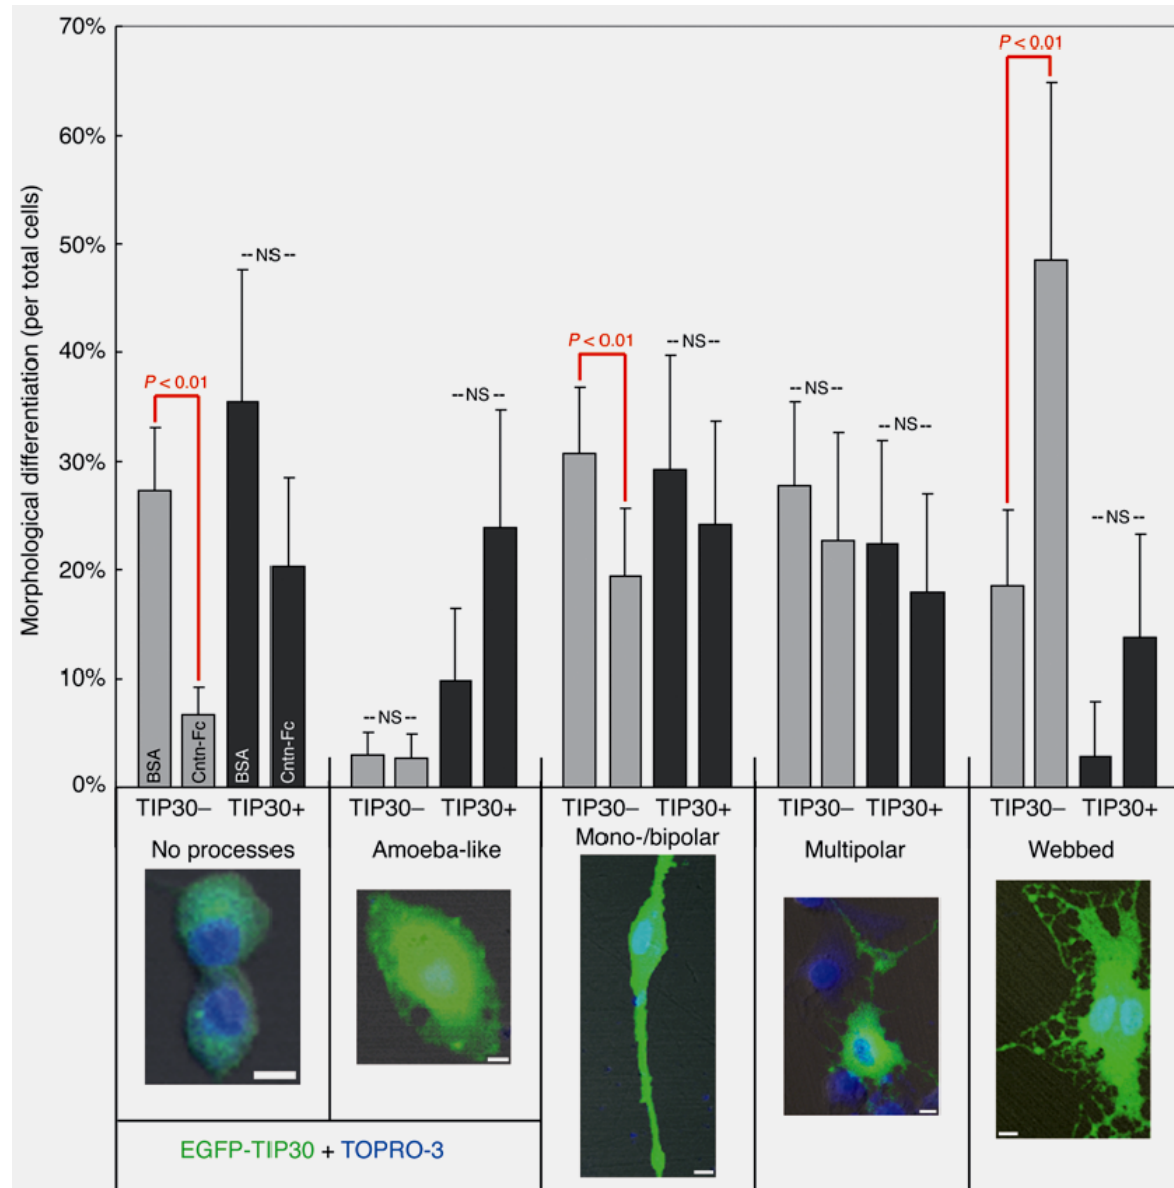 70%
60%
50%
40%
30%
20%
10%
0%
Morphological differentiation (per total cells)
P < 0.01
-- NS --
-- NS --
-- NS --
P < 0.01
-- NS --
-- NS --
-- NS --
P < 0.01
-- NS --
BSA
Cntn-Fc
BSA
Cntn-Fc
TIP30– TIP30+ TIP30– TIP30+ TIP30– TIP30+ TIP30– TIP30+ TIP30– TIP30+
No processes Amoeba-like Mono-/bipolar Multipolar Webbed
EGFP-TIP30 + TOPRO-3